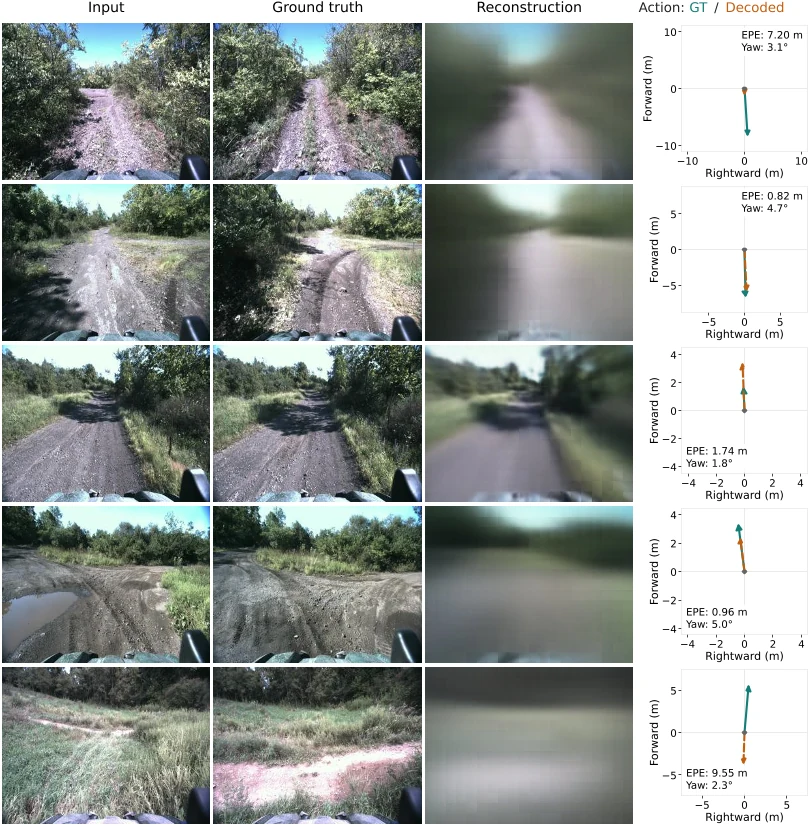 Input Ground truth Reconstruction Action: GT / Decoded
EPE: 7.20 m
Yaw: 3.1°
10
0
−10
Forward (m)
−10 0 10
Rightward (m)
EPE: 0.82 m
Yaw: 4.7°
5
0
−5
Forward (m)
−5 0 5
Rightward (m)
4
2
0
−2
−4
Forward (m)
EPE: 1.74 m
Yaw: 1.8°
−4 −2 0 2 4
Rightward (m)
4
2
0
−2
−4
Forward (m)
EPE: 0.96 m
Yaw: 5.0°
−4 −2 0 2 4
Rightward (m)
5
0
−5
Forward (m)
EPE: 9.55 m
Yaw: 2.3°
−5 0 5
Rightward (m)